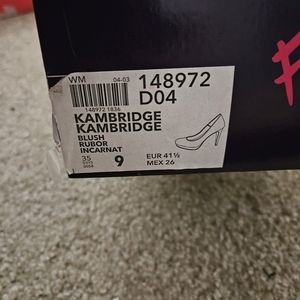 WM
04-03
148972 1836
148972
D04
KAMBRIDGE
KAMBRIDGE
BLUSH
RUBOR
INCARNAT
35
9
EUR 41½
MEX 26